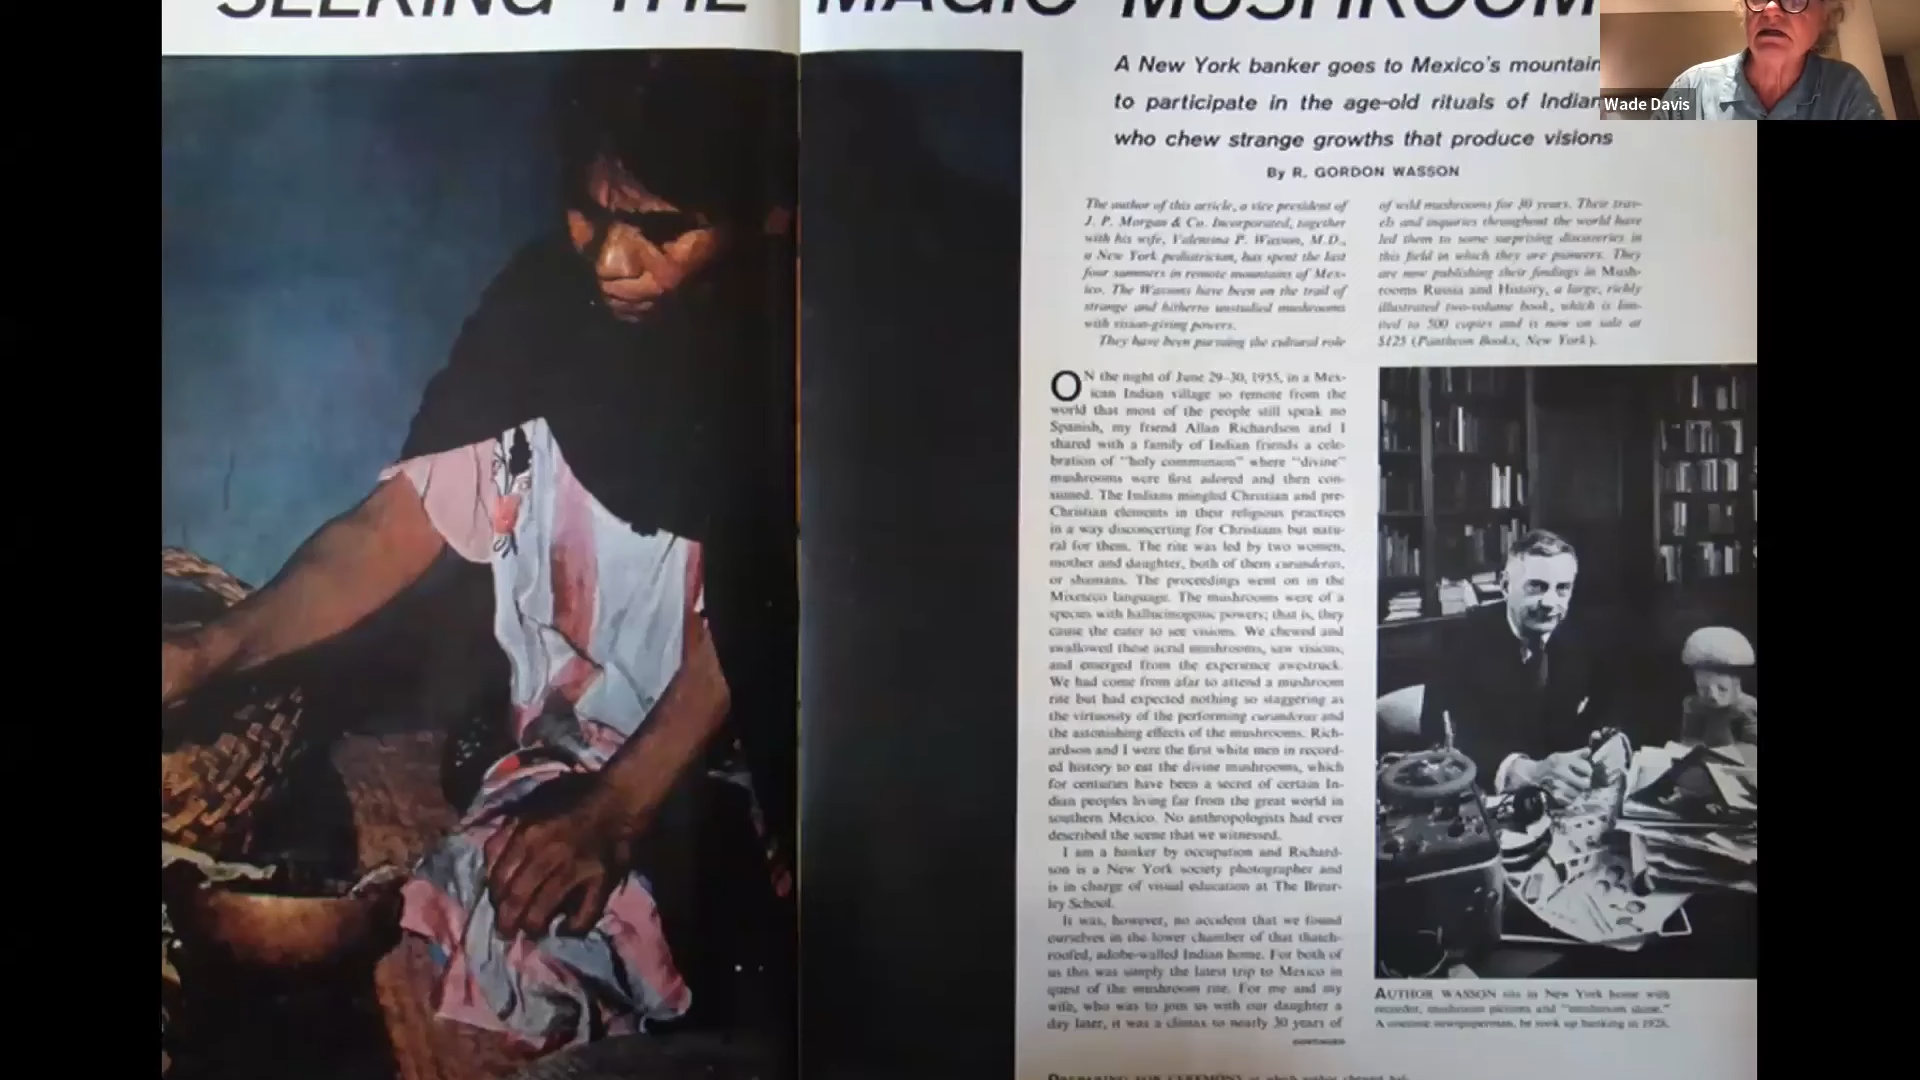 SEEKING THE MAGIC MUSHROOM
A New York banker goes to Mexico's mountain
to participate in the age-old rituals of Indian
who chew strange growths that produce visions
By R. GORDON WASSON
Wade Davis
The author of this article, a vice president of
J. P. Morgan & Co. Incorporated, together
with his wife, Valentina P. Wasson, M.D.,
a New York pediatrician, has spent the last
four summers in remote mountains of Mex-
ico. The Wassons have been on the trail of
strange and hitherto unstudied mushrooms
with vision-giving powers.
They have been pursuing the cultural role
of wild mushrooms for 30 years. Their trav-
els and inquiries throughout the world have
led them to some surprising discoveries in
this field in which they are pioneers. They
are now publishing their findings in Mush-
rooms Russia and History, a large, richly
illustrated two-volume book, which is lim-
ited to 500 copies and is now on sale at
$125 (Pantheon Books, New York).
ON the night of June 29-30, 1955, in a Mex-
ican Indian village so remote from the
world that most of the people still speak no
Spanish, my friend Allan Richardson and I
shared with a family of Indian friends a cele-
bration of "holy communion" where "divine"
mushrooms were first adored and then con-
sumed. The Indians mingled Christian and pre-
Christian elements in their religious practices
in a way disconcerting for Christians but natu-
ral for them. The rite was led by two women,
mother and daughter, both of them curanderas,
or shamans. The proceedings went on in the
Mixeteco language. The mushrooms were of a
species with hallucinogenic powers; that is, they
cause the eater to see visions. We chewed and
swallowed these acrid mushrooms, saw visions,
and emerged from the experience awestruck.
We had come from afar to attend a mushroom
rite but had expected nothing so staggering as
the virtuosity of the performing curanderas and
the astonishing effects of the mushrooms. Rich-
ardson and I were the first white men in record-
ed history to eat the divine mushrooms, which
for centuries have been a secret of certain In-
dian peoples living far from the great world in
southern Mexico. No anthropologists had ever
described the scene that we witnessed.
I am a banker by occupation and Richard-
son is a New York society photographer and
is in charge of visual education at The Brear-
ley School.
It was, however, no accident that we found
ourselves in the lower chamber of that thatch-
roofed, adobe-walled Indian home. For both of
us this was simply the latest trip to Mexico in
quest of the mushroom rite. For me and my
wife, who was to join us with our daughter a
day later, it was a climax to nearly 30 years of
CONTINUED
AUTHOR WASSON sits in New York home with
recorder, mushroom pictures and "mushroom stone."
A onetime newspaperman, he took up banking in 1928.
PREPARING FOR CEREMONY at which author chewed